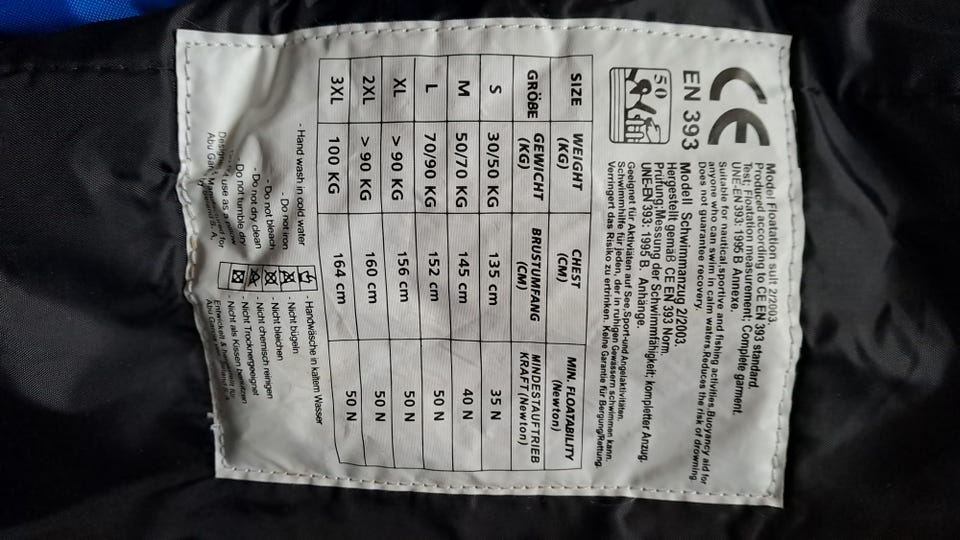 CE
EN 393
50
Model Floatation suit 2/2003.
Produced according to CE EN 393 standard.
Test; Floatation measurement; Complete garment.
UNE-EN 393: 1995 B Annexe.
Suitable for nautical,sportive and fishing activities.Buoyancy aid for
anyone who can swim in calm waters.Reduces the risk of drowning.
Does not guarantee recovery.
Modell Schwimmanzug 2/2003.
Hergestellt gemäß CE EN 393 Norm.
Prüfung;Messung der Schwimmfähigkeit; kompletter Anzug.
UNE-EN 393: 1995 B. Anhänge.
Geeignet für Aktivitäten auf See,Sport-und Angelaktivitäten.
Schwimmhilfe für jeden, der in ruhigen Gewassern schwimmen kann.
Verringert das Risiko zu ertrinken. Keine Garantie für Bergung/Rettung.
SIZE WEIGHT (KG) CHEST (CM) MIN. FLOATABILITY (Newton)
GRÖBE GEWICHT (KG) BRUSTUMFANG (CM) MINDESTAUFTRIEB KRAFT(Newton)
S 30/50 KG 135 cm 35 N
M 50/70 KG 145 cm 40 N
L 70/90 KG 152 cm 50 N
XL > 90 KG 156 cm 50 N
2XL > 90 KG 160 cm 50 N
3XL 100 KG 164 cm 50 N
- Hand wash in cold water
- Do not iron
- Do not bleach
- Do not dry clean
- Do not tumble dry
use as a
Abu
- Handwäsche in kaltem Wasser
- Nicht bügeln
- Nicht bleichen
- Nicht chemisch reinigen
- Nicht Trocknergeeignet
- Nicht als Kissen benutzen
Entwickelt &
Abu